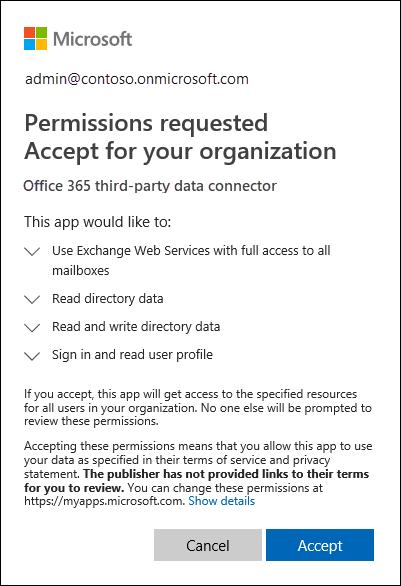 Microsoft
admin@contoso.onmicrosoft.com
Permissions requested
Accept for your organization
Office 365 third-party data connector
This app would like to:
Use Exchange Web Services with full access to all
mailboxes
Read directory data
Read and write directory data
Sign in and read user profile
If you accept, this app will get access to the specified resources
for all users in your organization. No one else will be prompted to
review these permissions.
Accepting these permissions means that you allow this app to use
your data as specified in their terms of service and privacy
statement. The publisher has not provided links to their terms
for you to review. You can change these permissions at
https://myapps.microsoft.com. Show details
Cancel
Accept